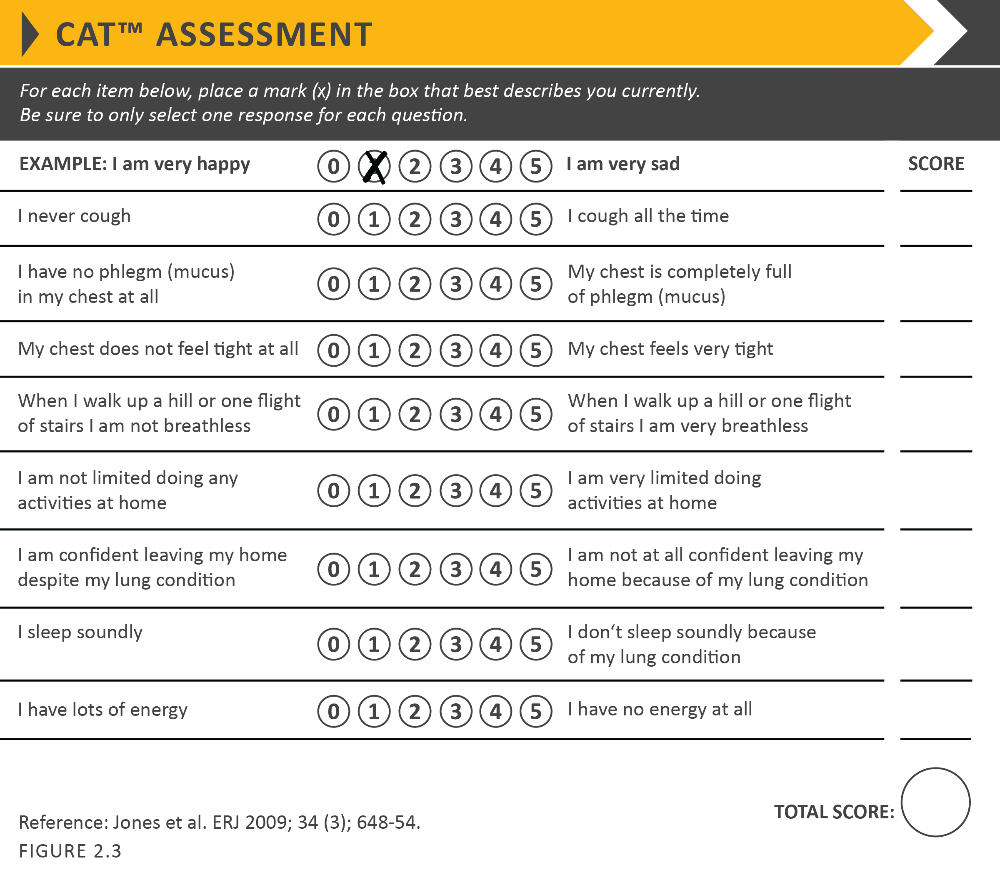 CAT™ ASSESSMENT
For each item below, place a mark (x) in the box that best describes you currently.
Be sure to only select one response for each question.
EXAMPLE: I am very happy 0 2 3 4 5 I am very sad SCORE
I never cough 0 1 2 3 4 5 I cough all the time
I have no phlegm (mucus)
in my chest at all
0 1 2 3 4 5
My chest is completely full
of phlegm (mucus)
My chest does not feel tight at all 0 1 2 3 4 5 My chest feels very tight
When I walk up a hill or one flight
of stairs I am not breathless
0 1 2 3 4 5
When I walk up a hill or one flight
of stairs I am very breathless
I am not limited doing any
activities at home
0 1 2 3 4 5
I am very limited doing
activities at home
I am confident leaving my home
despite my lung condition
0 1 2 3 4 5
I am not at all confident leaving my
home because of my lung condition
I sleep soundly
0 1 2 3 4 5
I don‘t sleep soundly because
of my lung condition
I have lots of energy 0 1 2 3 4 5 I have no energy at all
TOTAL SCORE:
Reference: Jones et al. ERJ 2009; 34 (3); 648-54.
FIGURE 2.3